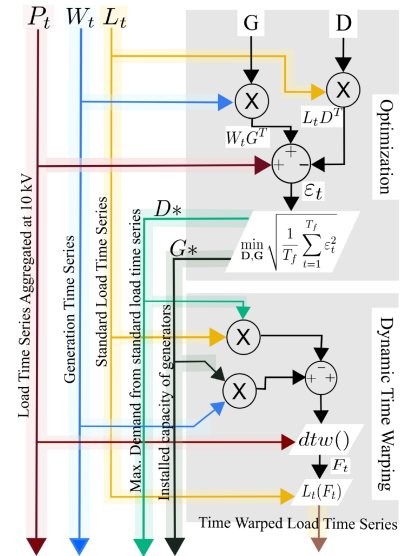 P_t W_t L_t G D
X
X
L_tD^T
W_tG^T
+
+ −
ε_t
D*
G*
min_{D,G} √(1/T_f ∑_{t=1}^{T_f} ε_t^2)
Optimization
Load Time Series Aggregated at 10 kV
Generation Time Series
Standard Load Time Series
Max. Demand from standard load time series
Installed capacity of generators
X
X
−
+ +
dtw()
F_t
L_t(F_t)
Dynamic Time Warping
Time Warped Load Time Series